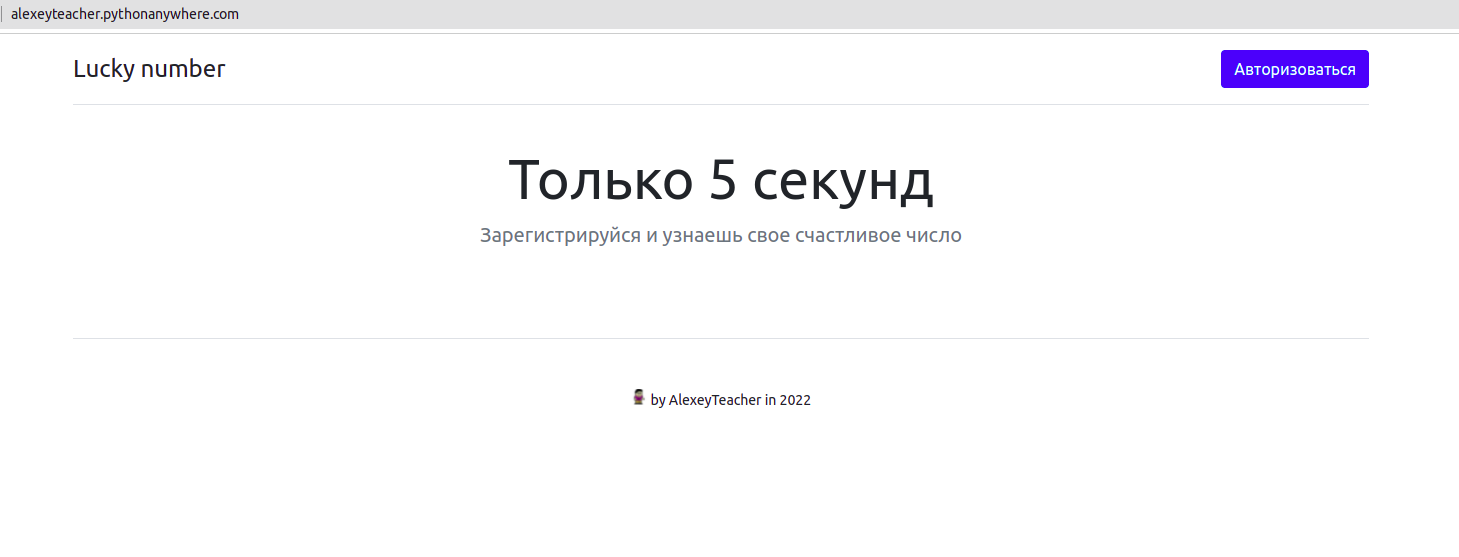 alexeyteacher.pythonanywhere.com
Lucky number
Авторизоваться
Только 5 секунд
Зарегистрируйся и узнаешь свое счастливое число
by AlexeyTeacher in 2022